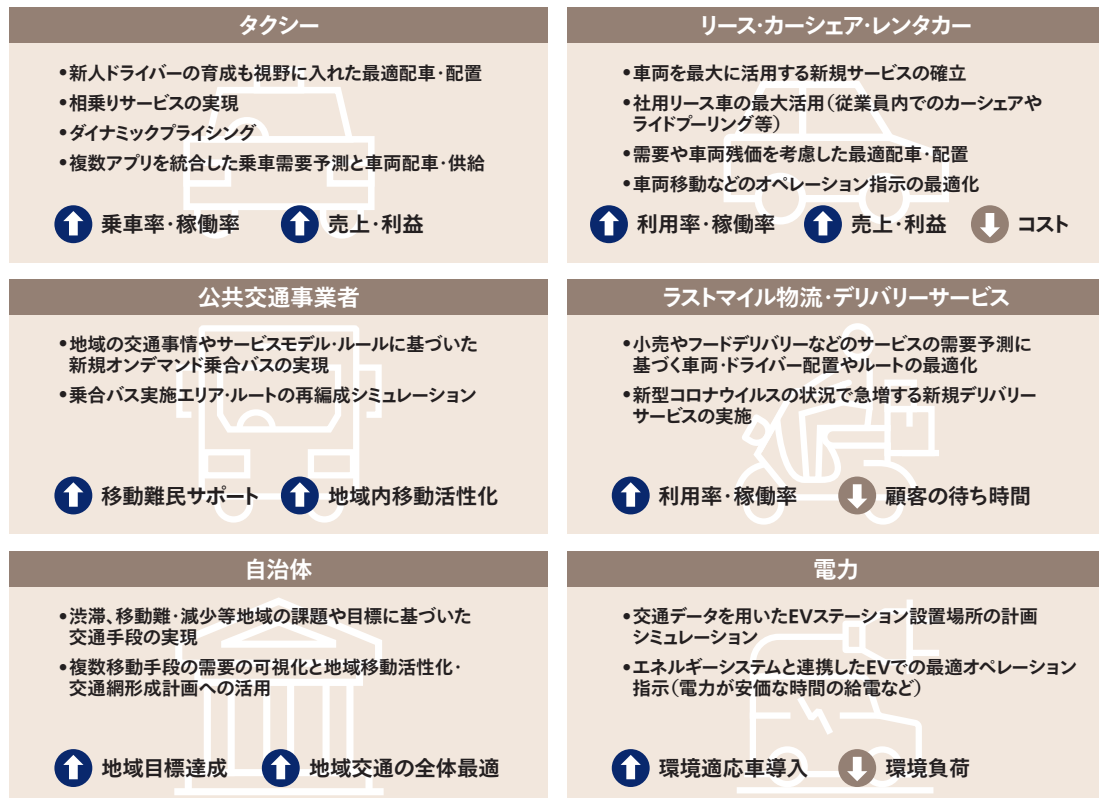 タクシー
•新人ドライバーの育成も視野に入れた最適配車・配置
•相乗りサービスの実現
•ダイナミックプライシング
•複数アプリを統合した乗車需要予測と車両配車・供給
乗車率・稼働率
売上・利益
リース・カーシェア・レンタカー
•車両を最大に活用する新規サービスの確立
•社用リース車の最大活用（従業員内でのカーシェアや
ライドプーリング等）
•需要や車両残価を考慮した最適配車・配置
•車両移動などのオペレーション指示の最適化
利用率・稼働率
売上・利益
コスト
公共交通事業者
•地域の交通事情やサービスモデル・ルールに基づいた
新規オンデマンド乗合バスの実現
•乗合バス実施エリア・ルートの再編成シミュレーション
移動難民サポート
地域内移動活性化
ラストマイル物流・デリバリーサービス
•小売やフードデリバリーなどのサービスの需要予測に
基づく車両・ドライバー配置やルートの最適化
•新型コロナウイルスの状況で急増する新規デリバリー
サービスの実施
利用率・稼働率
顧客の待ち時間
自治体
•渋滞、移動難・減少等地域の課題や目標に基づいた
交通手段の実現
•複数移動手段の需要の可視化と地域移動活性化・
交通網形成計画への活用
地域目標達成
地域交通の全体最適
電力
•交通データを用いたEVステーション設置場所の計画
シミュレーション
•エネルギーシステムと連携したEVでの最適オペレーション
指示（電力が安価な時間の給電など）
環境適応車導入
環境負荷